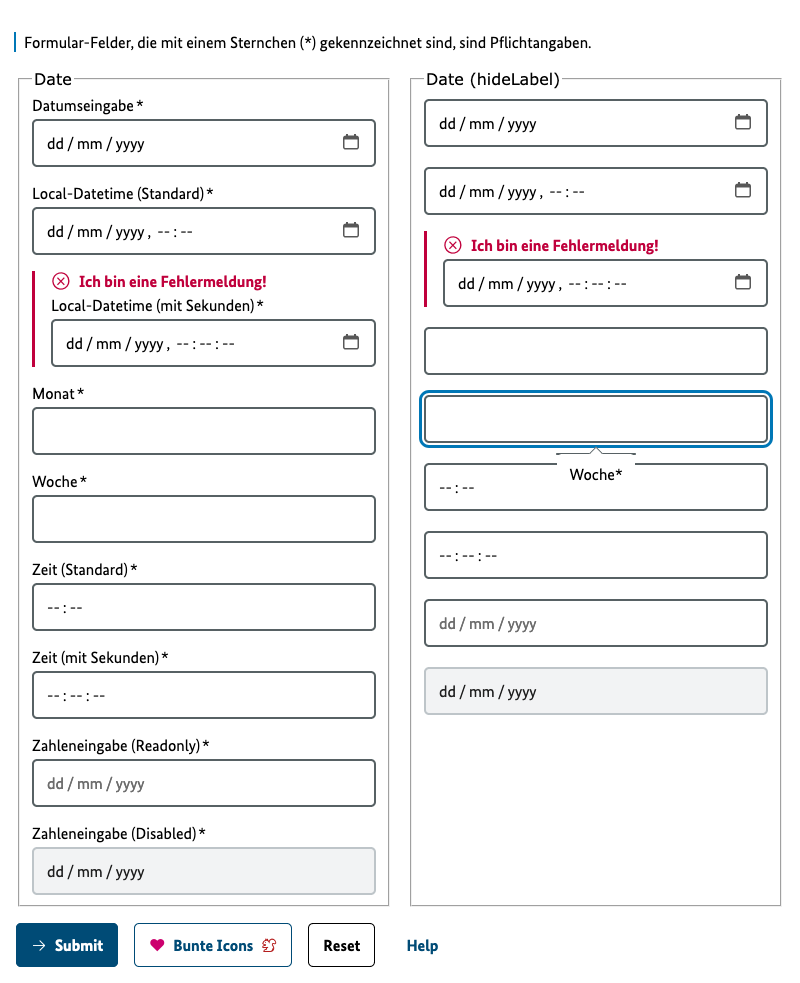 Formular-Felder, die mit einem Sternchen (*) gekennzeichnet sind, sind Pflichtangaben.
Date
Datumseingabe*
dd/mm/yyyy
Local-Datetime (Standard)*
dd/mm/yyyy, --:--
Ich bin eine Fehlermeldung!
Local-Datetime (mit Sekunden)*
dd/mm/yyyy, --:--:--
Monat*
Woche*
Zeit (Standard)*
--:--
Zeit (mit Sekunden)*
--:--:--
Zahleneingabe (Readonly)*
dd/mm/yyyy
Zahleneingabe (Disabled)*
dd/mm/yyyy
Date (hideLabel)
dd/mm/yyyy
dd/mm/yyyy, --:--
Ich bin eine Fehlermeldung!
dd/mm/yyyy, --:--:--
Woche*
--:--
--:--:--
dd/mm/yyyy
dd/mm/yyyy
Submit
Bunte Icons
Reset
Help